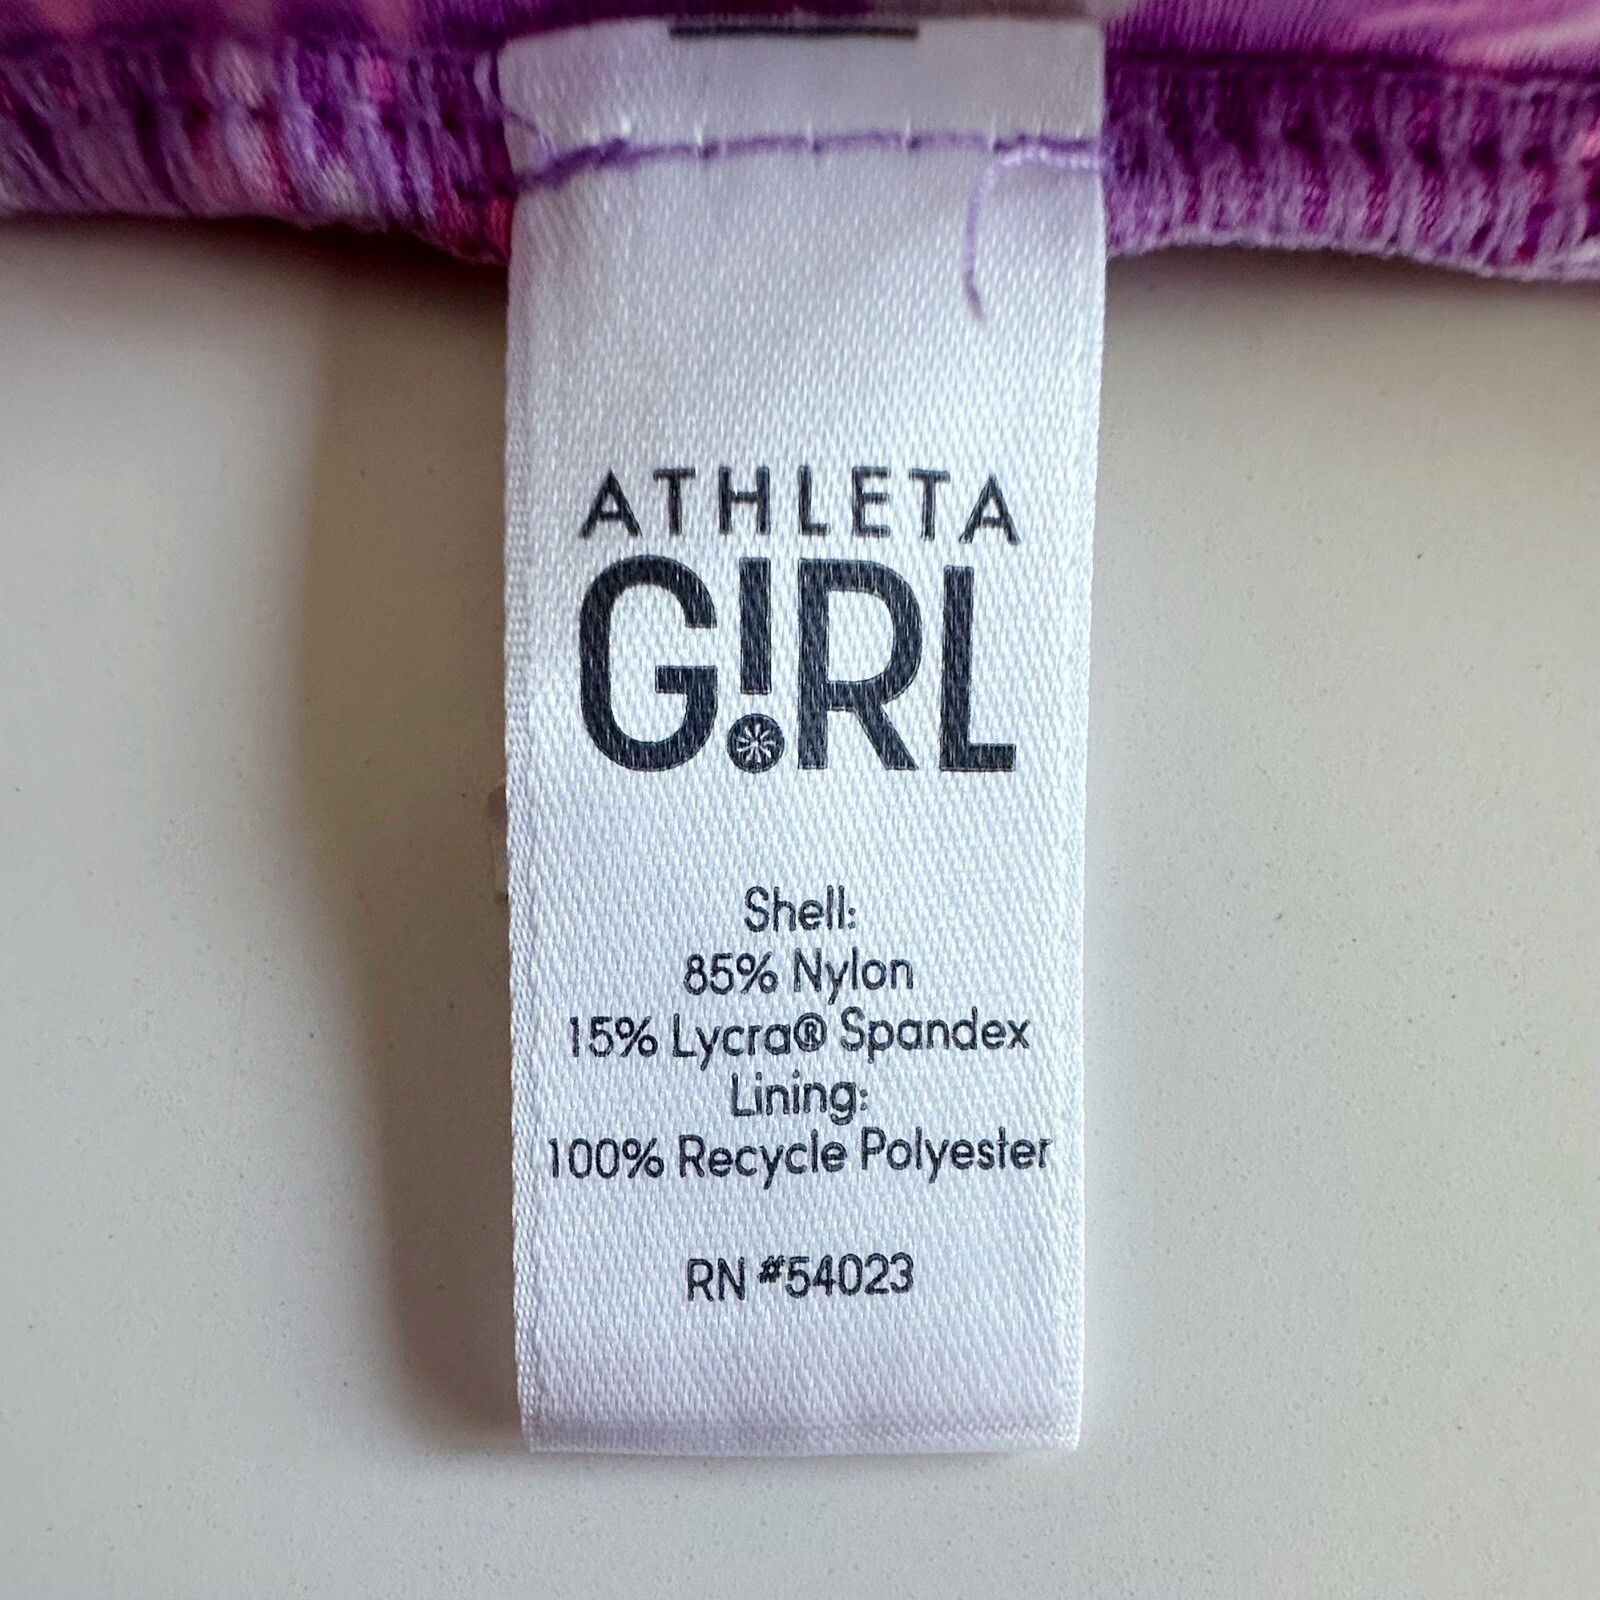 ATHLETA
G!RL
Shell:
85% Nylon
15% Lycra® Spandex
Lining:
100% Recycle Polyester
RN #54023